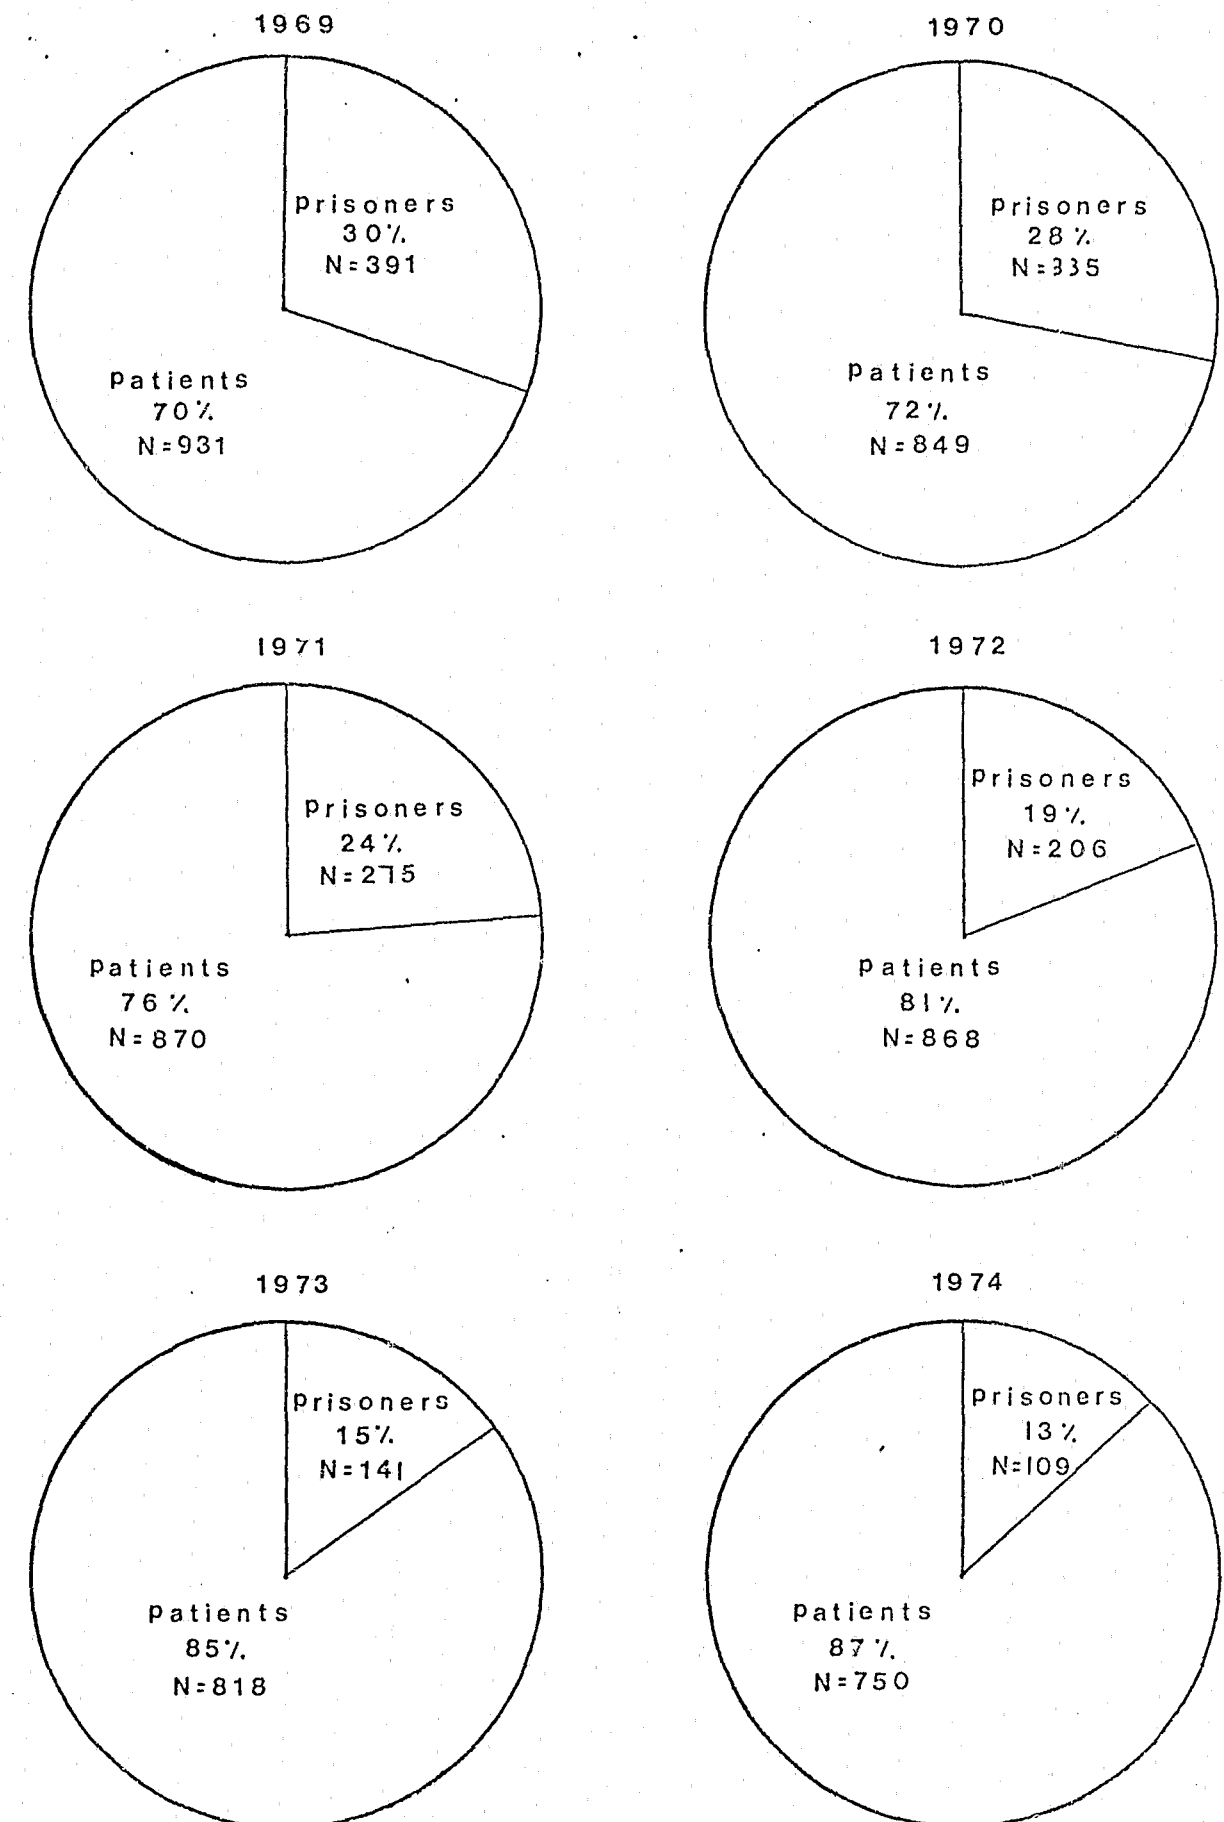 1969
Prisoners
30%
N=391
Patients
70%
N=931
1970
Prisoners
28%
N=335
Patients
72%
N=849
1971
Prisoners
24%
N=275
Patients
76%
N=870
1972
Prisoners
19%
N=206
Patients
81%
N=868
1973
Prisoners
15%
N=141
Patients
85%
N=818
1974
Prisoners
13%
N=109
Patients
87%
N=750